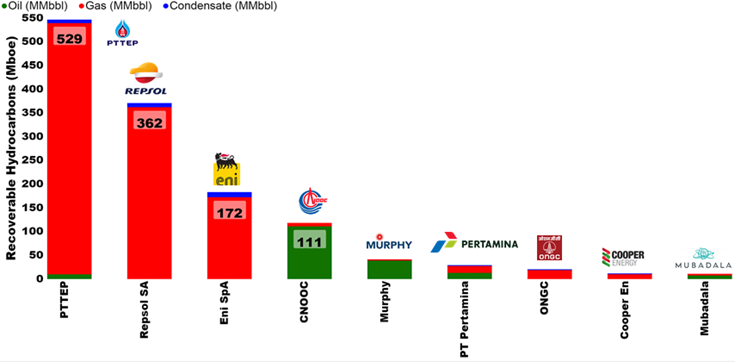 Oil (MMbbl) Gas (MMbbl) Condensate (MMbbl)
Recoverable Hydrocarbons (Mboe)
550
500
450
400
350
300
250
200
150
100
50
0
529
PTTEP
REPSOL
362
eni
172
CNOOC
111
MURPHY
PERTAMINA
ongc
COOPER
ENERGY
MUBADALA
PTTEP
Repsol SA
Eni SpA
CNOOC
Murphy
PT Pertamina
ONGC
Cooper En
Mubadala